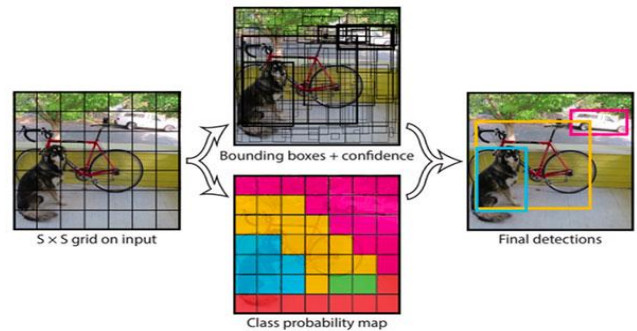 Bounding boxes + confidence
S × S grid on input
Final detections
Class probability map